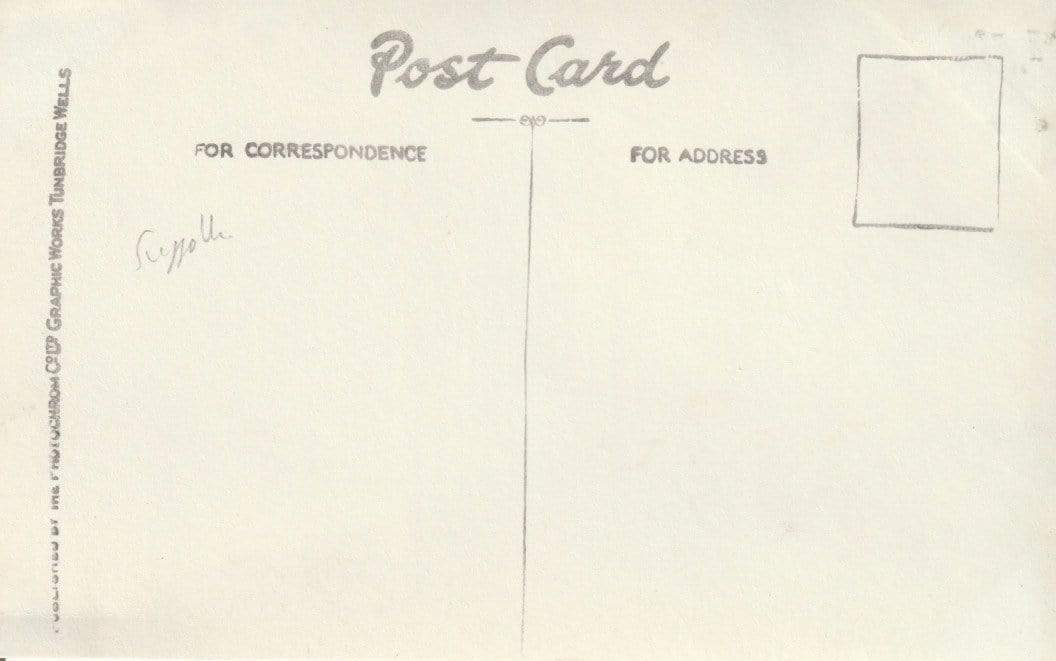 Post Card
FOR CORRESPONDENCE
FOR ADDRESS
PUBLISHED BY THE PHOTOCHROM CO LTD GRAPHIC WORKS TUNBRIDGE WELLS
Suffolk